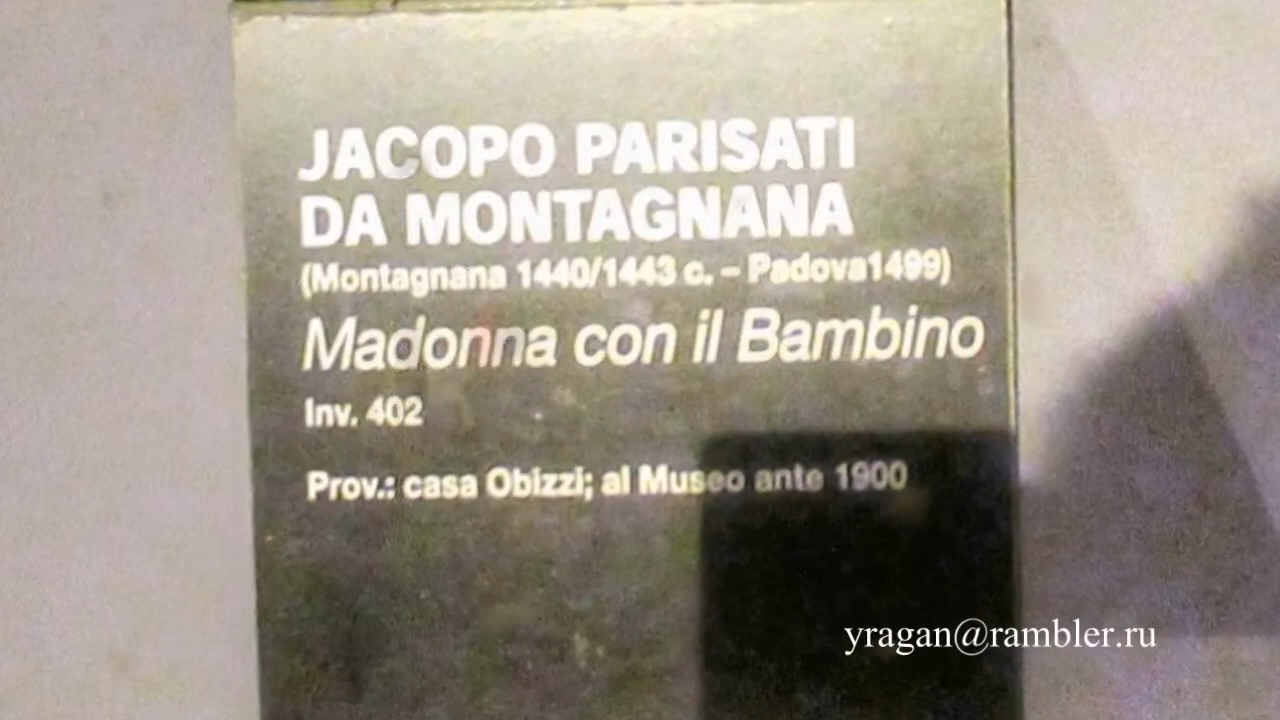 JACOPO PARISATI
DA MONTAGNANA
(Montagnana 1440/1443 c. – Padova1499)
Madonna con il Bambino
Inv. 402
Prov.: casa Obizzi; al Museo ante 1900
yragan@rambler.ru